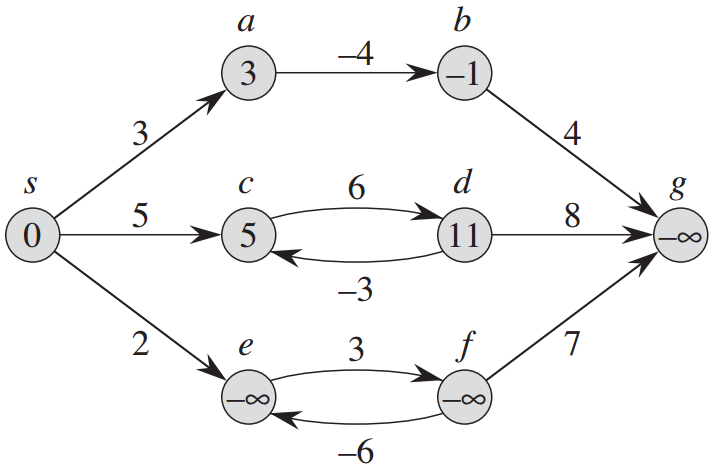 a b
3 –4 –1
3 4
s c 6 d g
0 5 5 11 8 –∞
–3
2 e 3 f 7
–∞ –∞
–6